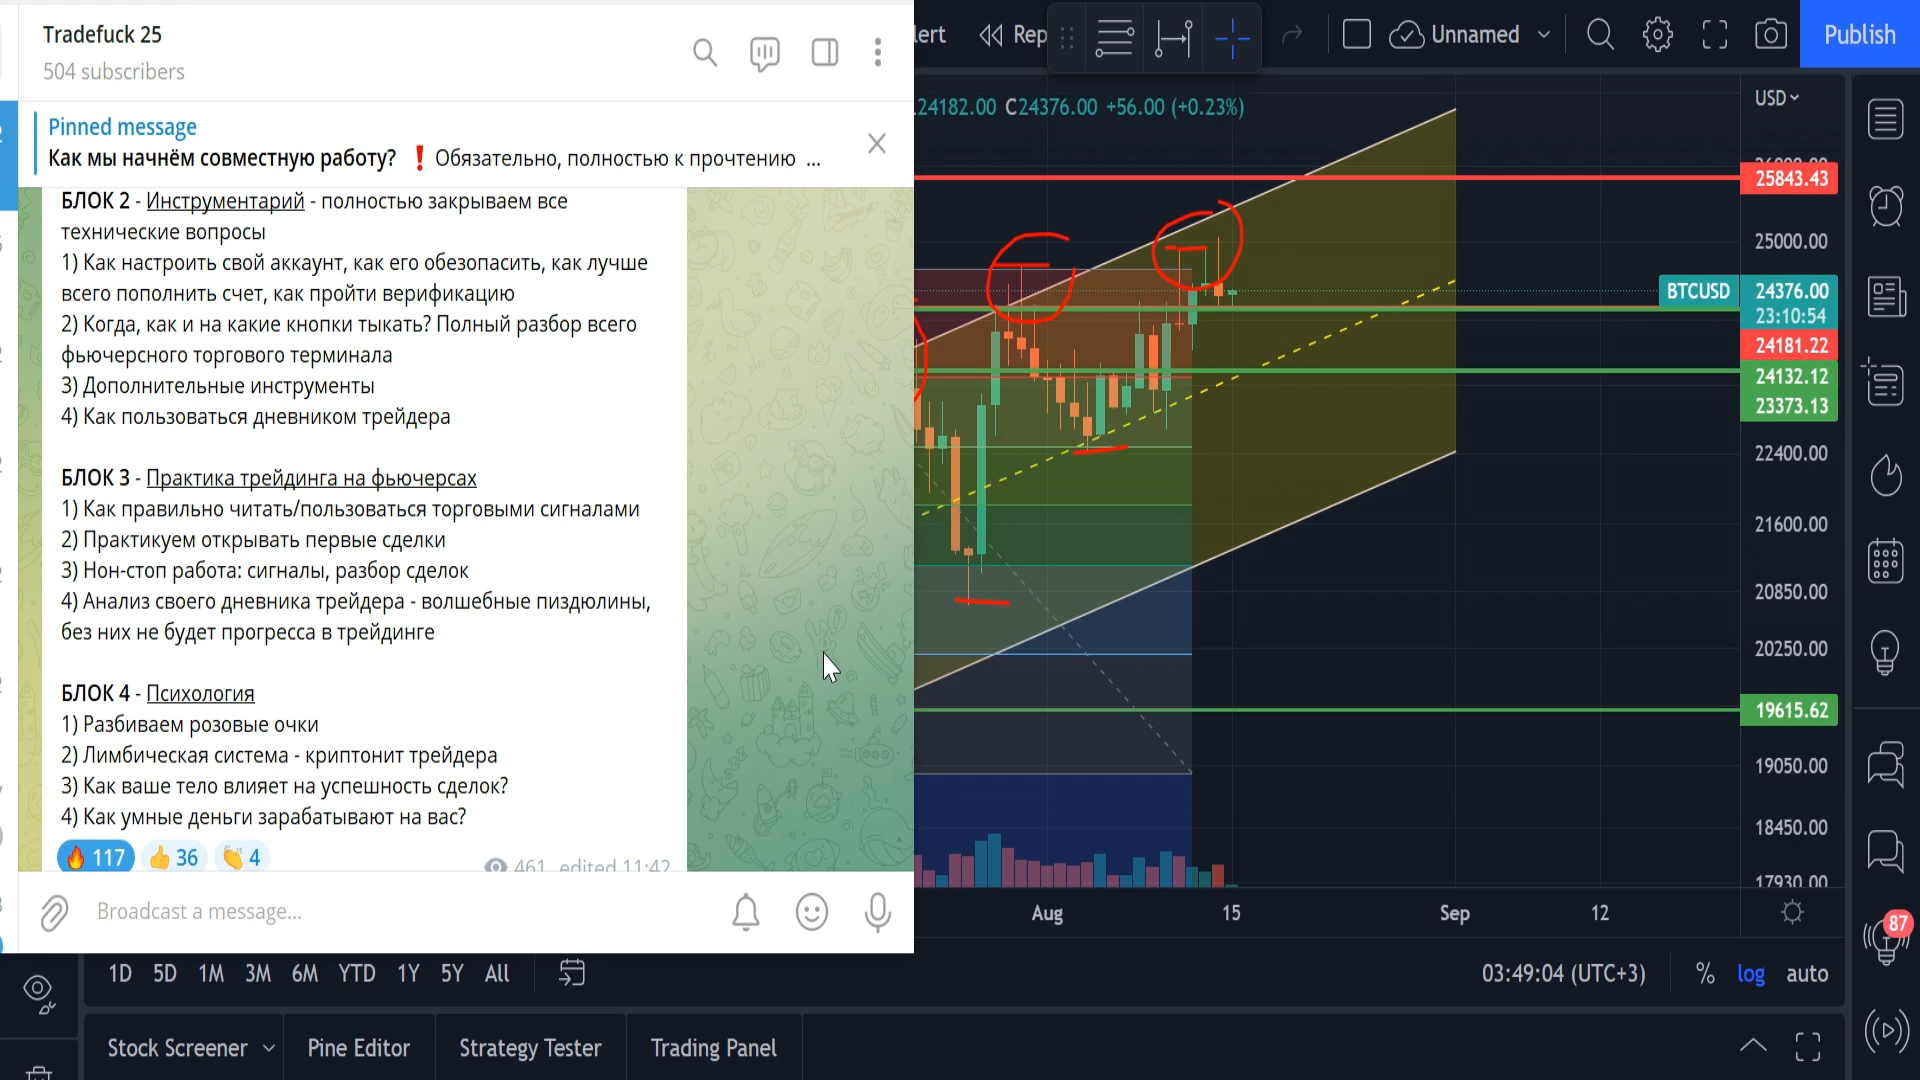 Tradefuck 25
504 subscribers
Pinned message
Как мы начнём совместную работу? ❗ Обязательно, полностью к прочтению ...
БЛОК 2 - Инструментарий - полностью закрываем все
технические вопросы
1) Как настроить свой аккаунт, как его обезопасить, как лучше
всего пополнить счет, как пройти верификацию
2) Когда, как и на какие кнопки тыкать? Полный разбор всего
фьючерсного торгового терминала
3) Дополнительные инструменты
4) Как пользоваться дневником трейдера
БЛОК 3 - Практика трейдинга на фьючерсах
1) Как правильно читать/пользоваться торговыми сигналами
2) Практикуем открывать первые сделки
3) Нон-стоп работа: сигналы, разбор сделок
4) Анализ своего дневника трейдера - волшебные пиздюлины,
без них не будет прогресса в трейдинге
БЛОК 4 - Психология
1) Разбиваем розовые очки
2) Лимбическая система - криптонит трейдера
3) Как ваше тело влияет на успешность сделок?
4) Как умные деньги зарабатывают на вас?
🔥 117 👍 36 👏 4
461 edited 11:42
Broadcast a message...
lert Rep Unnamed Publish
24182.00 C24376.00 +56.00 (+0.23%)
USD
25843.43
25000.00
BTCUSD 24376.00
23:10:54
24181.22
24132.12
23373.13
22400.00
21600.00
20850.00
20250.00
19615.62
19050.00
18450.00
17930.00
Aug 15 Sep 12
87
1D 5D 1M 3M 6M YTD 1Y 5Y All
03:49:04 (UTC+3) % log auto
Stock Screener Pine Editor Strategy Tester Trading Panel